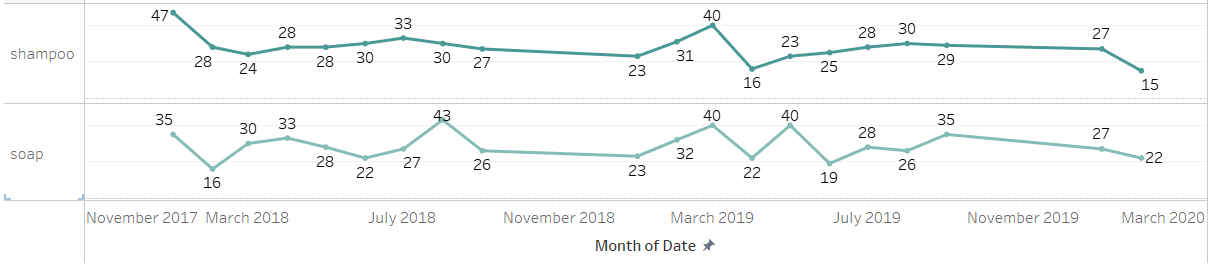 47 28 24 28 28 30 33 30 27 23 31 40 16 23 25 28 30 29 27 15
shampoo
35 16 30 33 28 22 27 43 26 23 32 40 22 40 19 28 26 35 27 22
soap
November 2017 March 2018 July 2018 November 2018 March 2019 July 2019 November 2019 March 2020
Month of Date